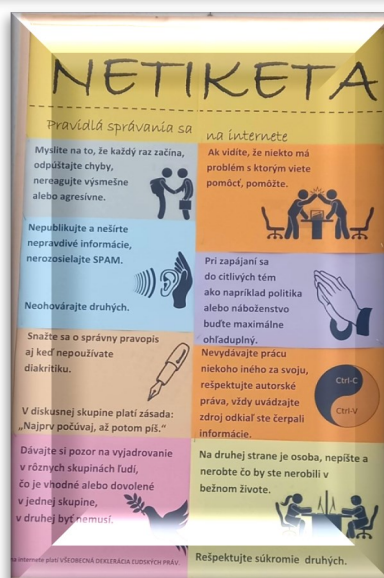 NETIKETA
Pravidlá správania sa na internete
Myslite na to, že každý raz začína,
odpúšťajte chyby,
nereagujte výsmešne
alebo agresívne.
Ak vidíte, že niekto má
problém s ktorým viete
pomôcť, pomôžte.
Nepublikujte a nešírte
nepravdivé informácie,
nerozosielajte SPAM.
Neohovárajte druhých.
Pri zapájaní sa
do citlivých tém
ako napríklad politika
alebo náboženstvo
buďte maximálne
ohľaduplný.
Snažte sa o správny pravopis
aj keď nepoužívate
diakritiku.
V diskusnej skupine platí zásada:
„Najprv počúvaj, až potom píš.“
Nevydávajte prácu
niekoho iného za svoju,
rešpektujte autorské
práva, vždy uvádzajte
zdroj odkiaľ ste čerpali
informácie.
Ctrl-C
Ctrl-V
Dávajte si pozor na vyjadrovanie
v rôznych skupinách ľudí,
čo je vhodné alebo dovolené
v jednej skupine,
v druhej byť nemusí.
na internete platí VŠEOBECNÁ DEKLERÁCIA ĽUDSKÝCH PRÁV.
Na druhej strane je osoba, nepíšte a
nerobte čo by ste nerobili v
bežnom živote.
Rešpektujte súkromie druhých.